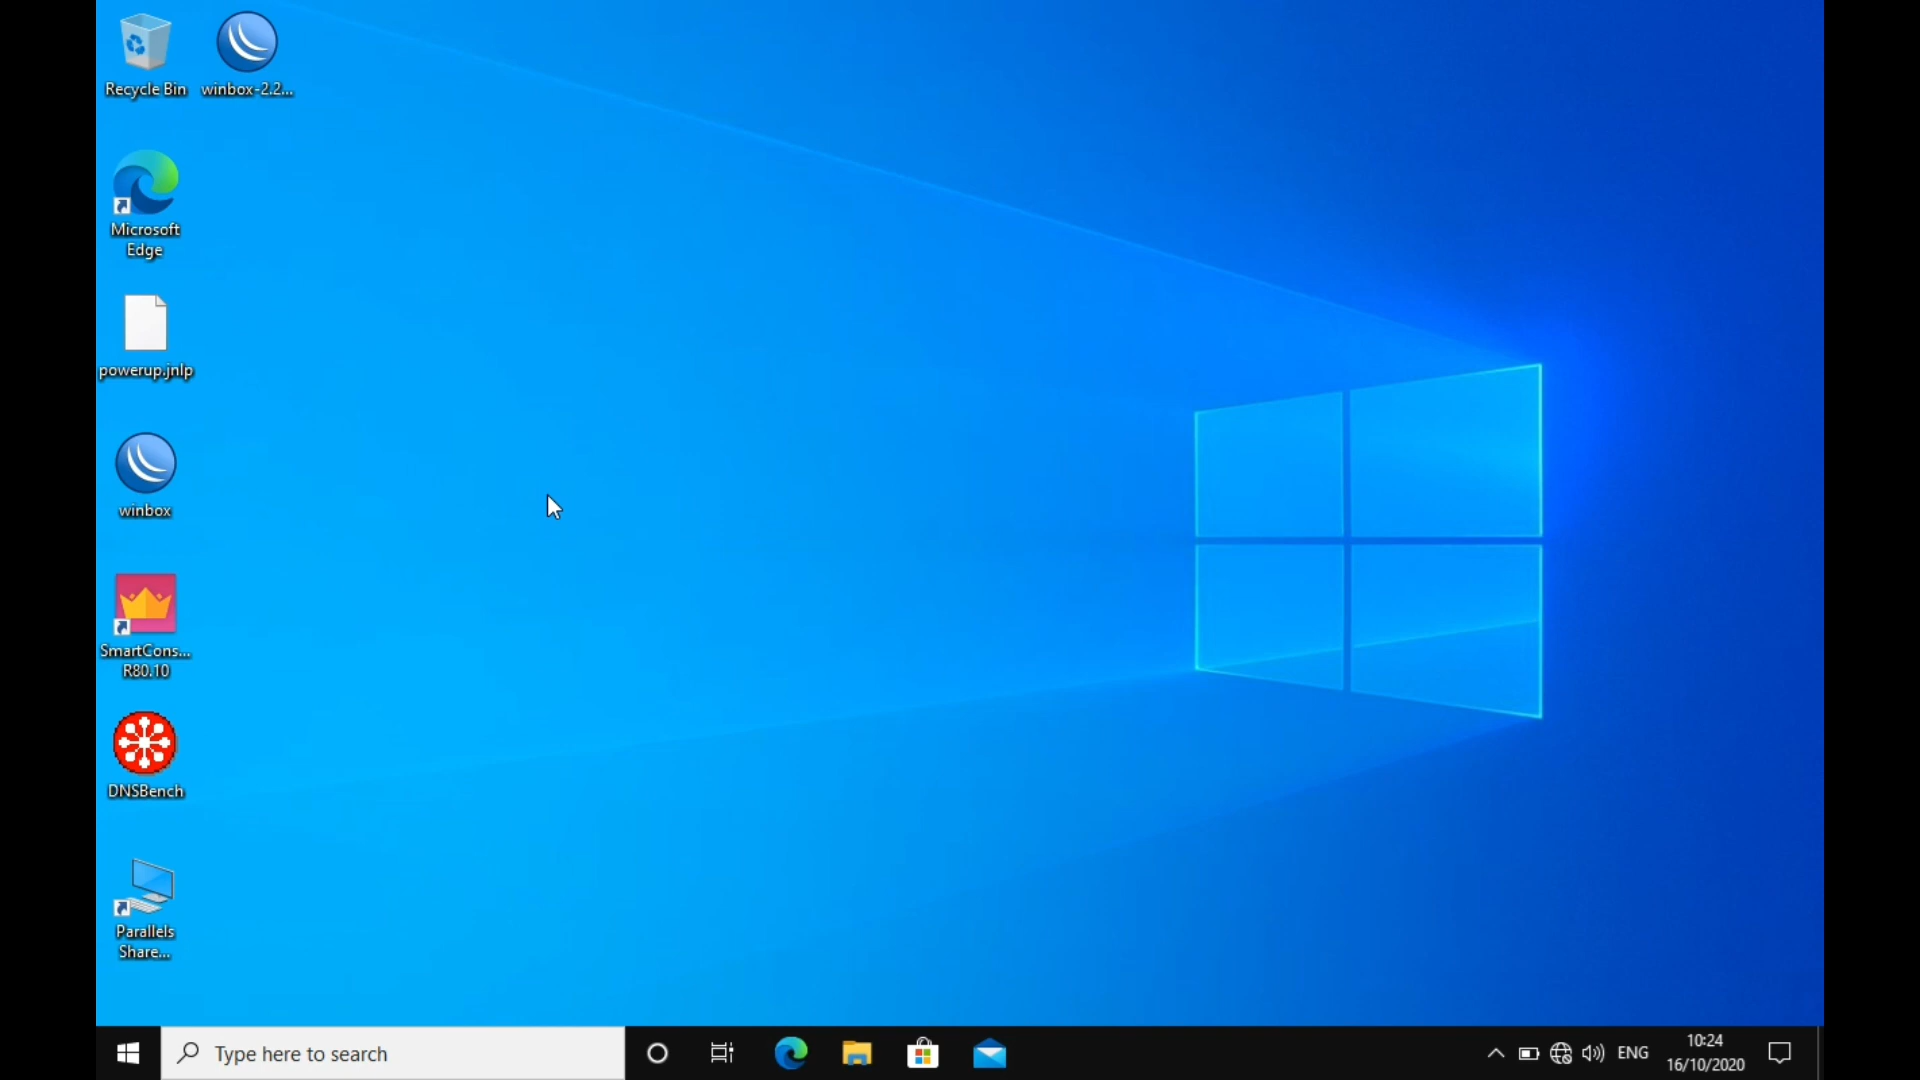 Recycle Bin
winbox-2.2...
Microsoft
Edge
powerup.jnlp
winbox
SmartCons...
R80.10
DNSBench
Parallels
Share...
Type here to search
ENG
10:24
16/10/2020